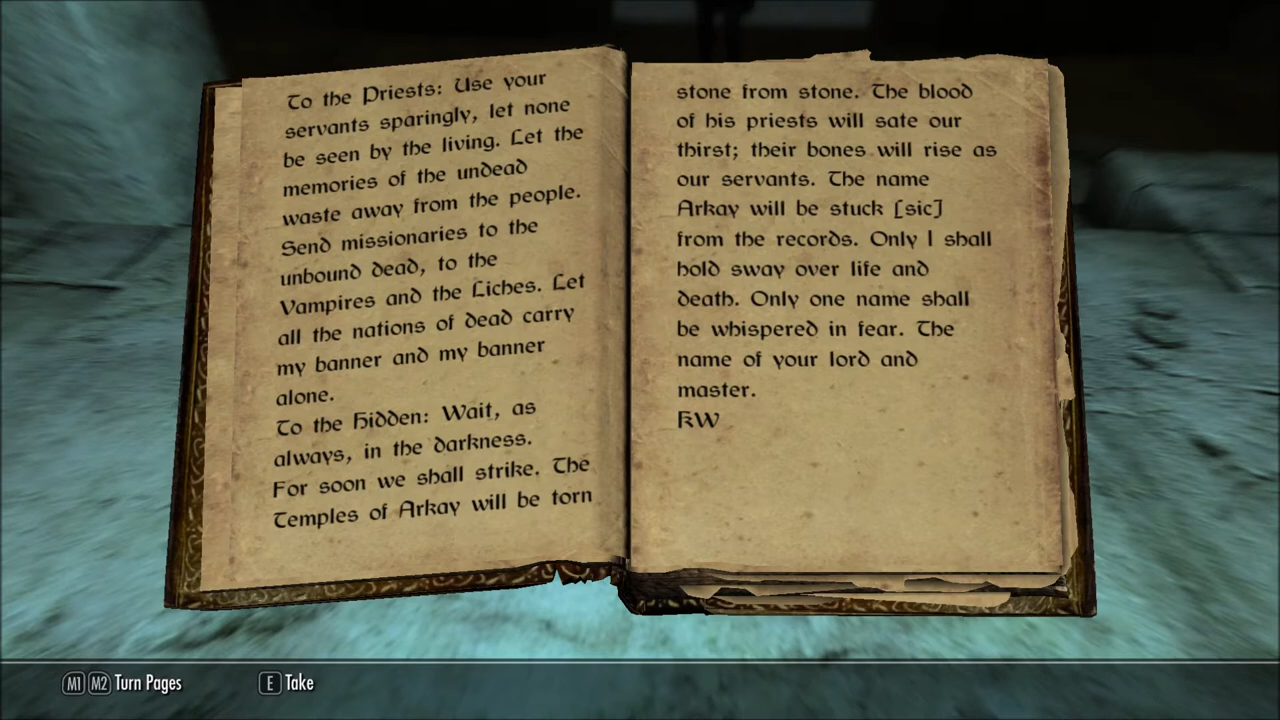 To the Priests: Use your
servants sparingly, let none
be seen by the living. Let the
memories of the undead
waste away from the people.
Send missionaries to the
unbound dead, to the
Vampires and the Liches. Let
all the nations of dead carry
my banner and my banner
alone.
To the Hidden: Wait, as
always, in the darkness.
For soon we shall strike. The
Temples of Arkay will be torn
stone from stone. The blood
of his priests will sate our
thirst; their bones will rise as
our servants. The name
Arkay will be stuck [sic]
from the records. Only I shall
hold sway over life and
death. Only one name shall
be whispered in fear. The
name of your lord and
master.
KW
M1 M2 Turn Pages
E Take